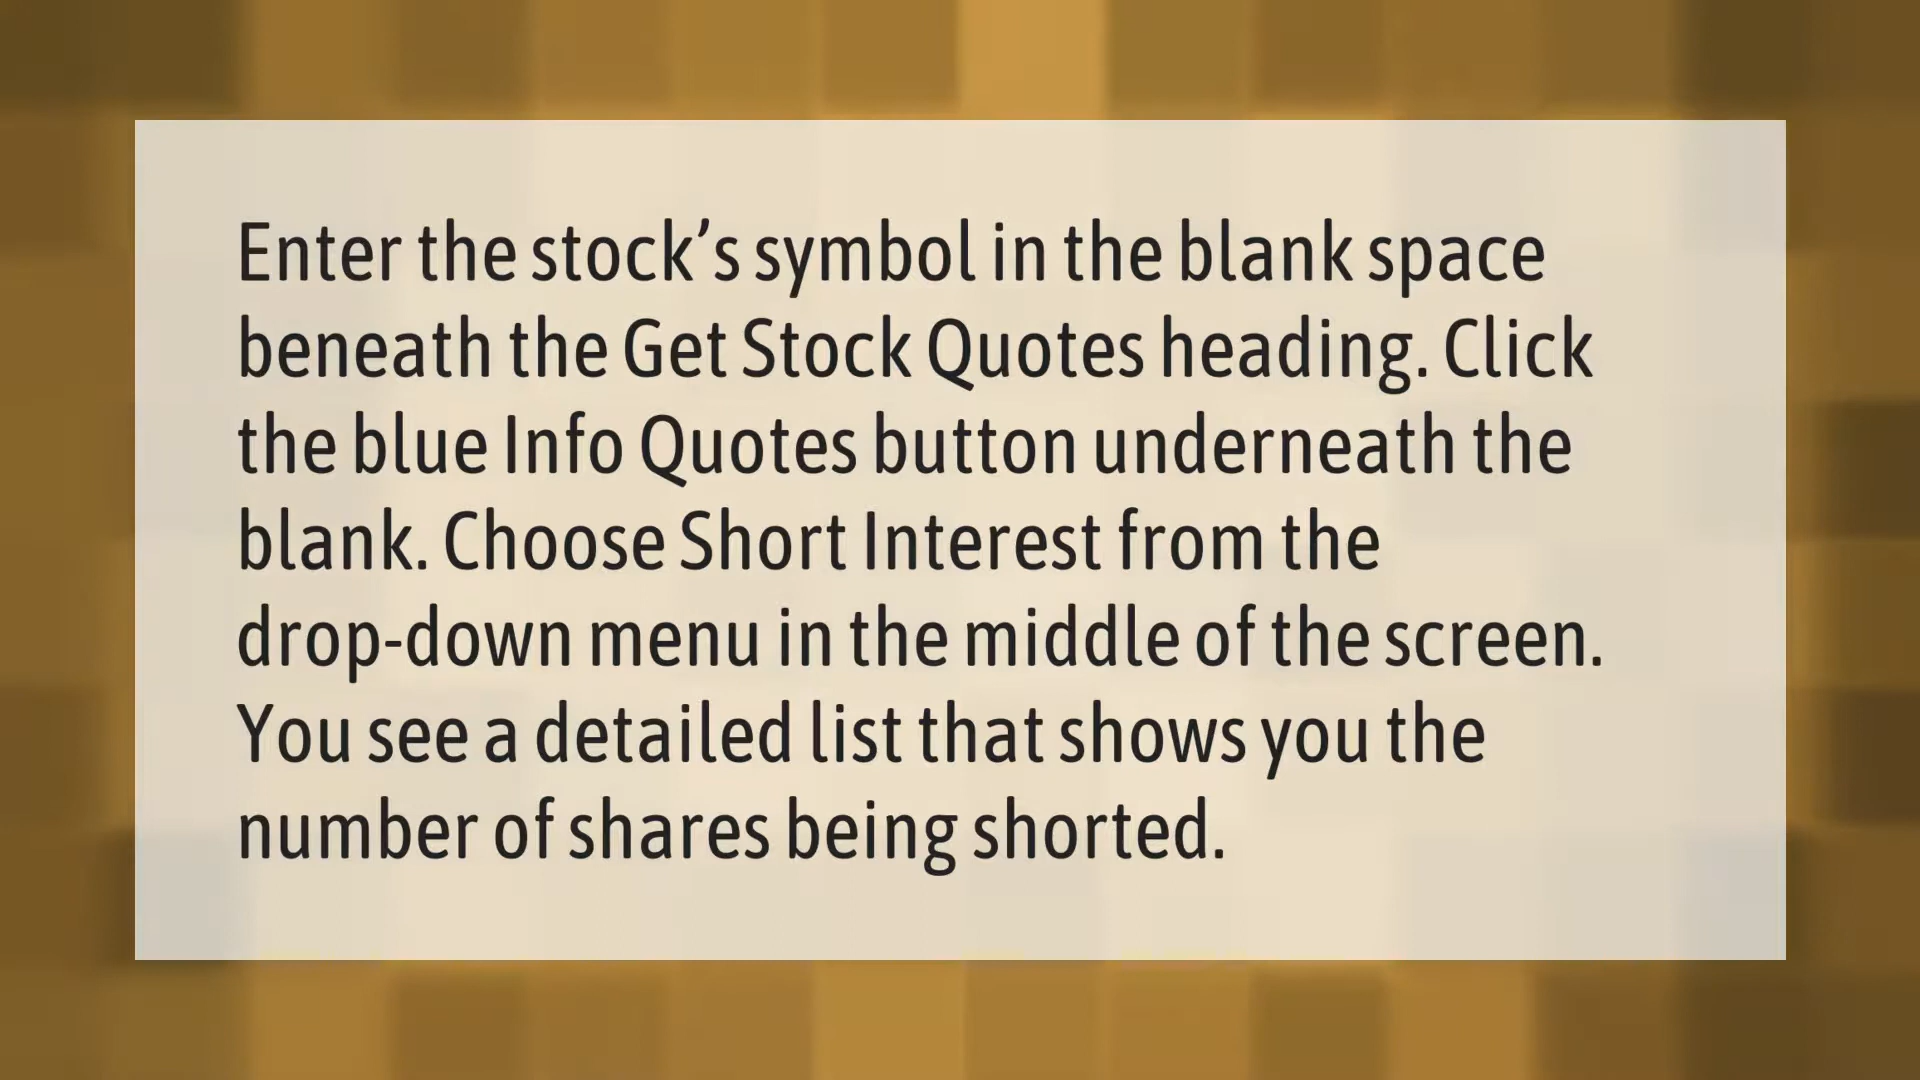 Enter the stock’s symbol in the blank space
beneath the Get Stock Quotes heading. Click
the blue Info Quotes button underneath the
blank. Choose Short Interest from the
drop-down menu in the middle of the screen.
You see a detailed list that shows you the
number of shares being shorted.